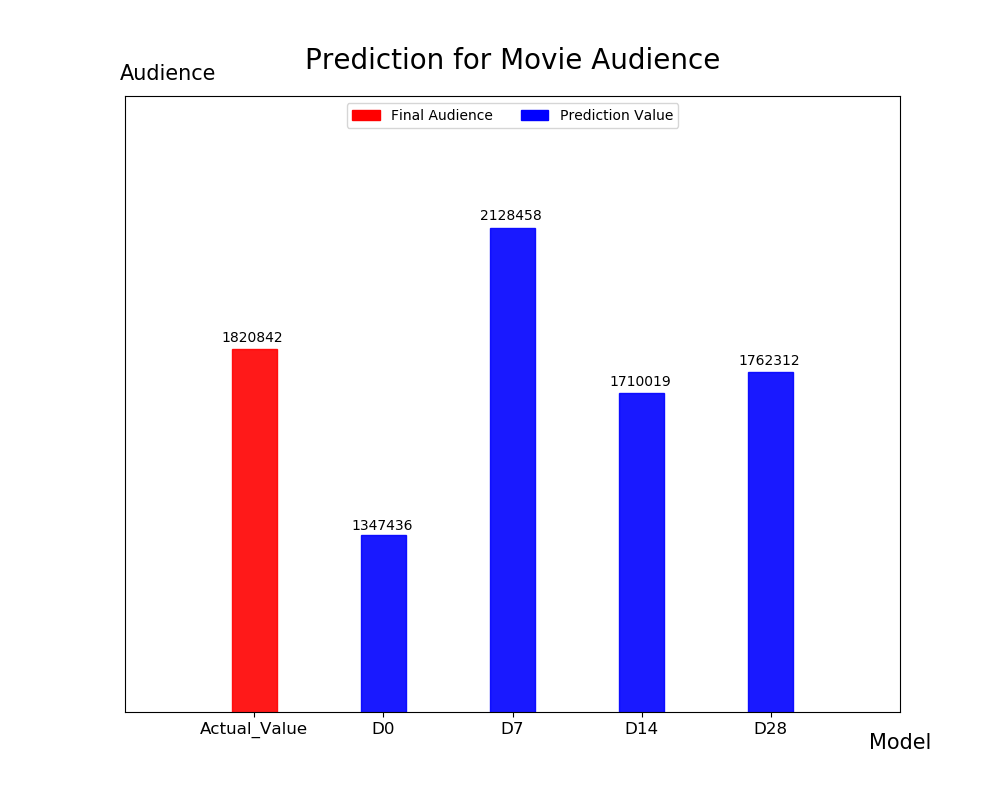 Prediction for Movie Audience
Audience
Final Audience
Prediction Value
2128458
1820842
1762312
1710019
1347436
Actual_Value
D0
D7
D14
D28
Model